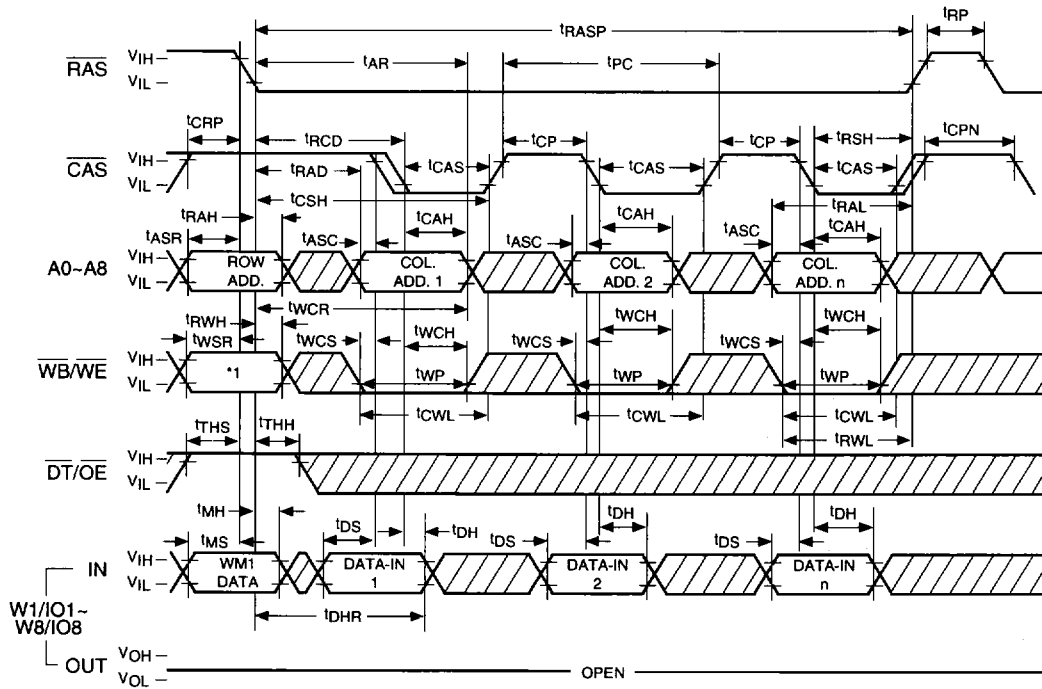 tRP
tRASP
tAR
tPC
RAS
VIH
VIL
tCRP
tRCD
tCP
tCP
tRSH
tCPN
CAS
VIH
VIL
tRAD
tCAS
tCAS
tCAS
tCSH
tRAL
tRAH
tCAH
tCAH
tCAH
tASR
tASC
tASC
tASC
A0~A8
VIH
VIL
ROW ADD.
COL. ADD. 1
COL. ADD. 2
COL. ADD. n
tWCR
tRWH
tWSR
tWCS
tWCH
tWCS
tWCH
tWCS
tWCH
WB/WE
VIH
VIL
*1
tWP
tWP
tWP
tCWL
tCWL
tCWL
tRWL
tTHS
tTHH
DT/OE
VIH
VIL
tMH
tMS
tDS
tDH
tDS
tDH
tDS
tDH
IN
VIH
VIL
WM1 DATA
DATA-IN 1
DATA-IN 2
DATA-IN n
W1/IO1~
W8/IO8
tDHR
OUT
VOH
VOL
OPEN